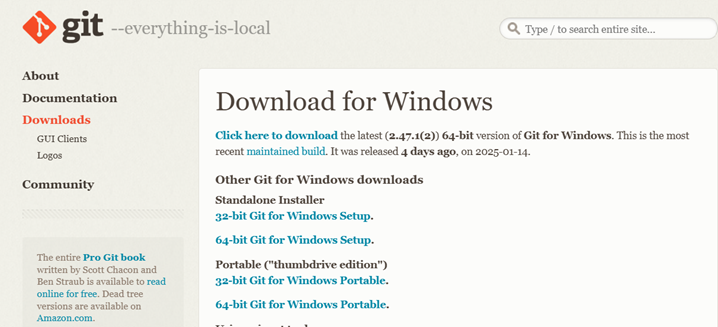 git --everything-is-local
Type / to search entire site...
About
Documentation
Downloads
GUI Clients
Logos
Community
The entire Pro Git book
written by Scott Chacon and
Ben Straub is available to read
online for free. Dead tree
versions are available on
Amazon.com.
Download for Windows
Click here to download the latest (2.47.1(2)) 64-bit version of Git for Windows. This is the most
recent maintained build. It was released 4 days ago, on 2025-01-14.
Other Git for Windows downloads
Standalone Installer
32-bit Git for Windows Setup.
64-bit Git for Windows Setup.
Portable ("thumbdrive edition")
32-bit Git for Windows Portable.
64-bit Git for Windows Portable.